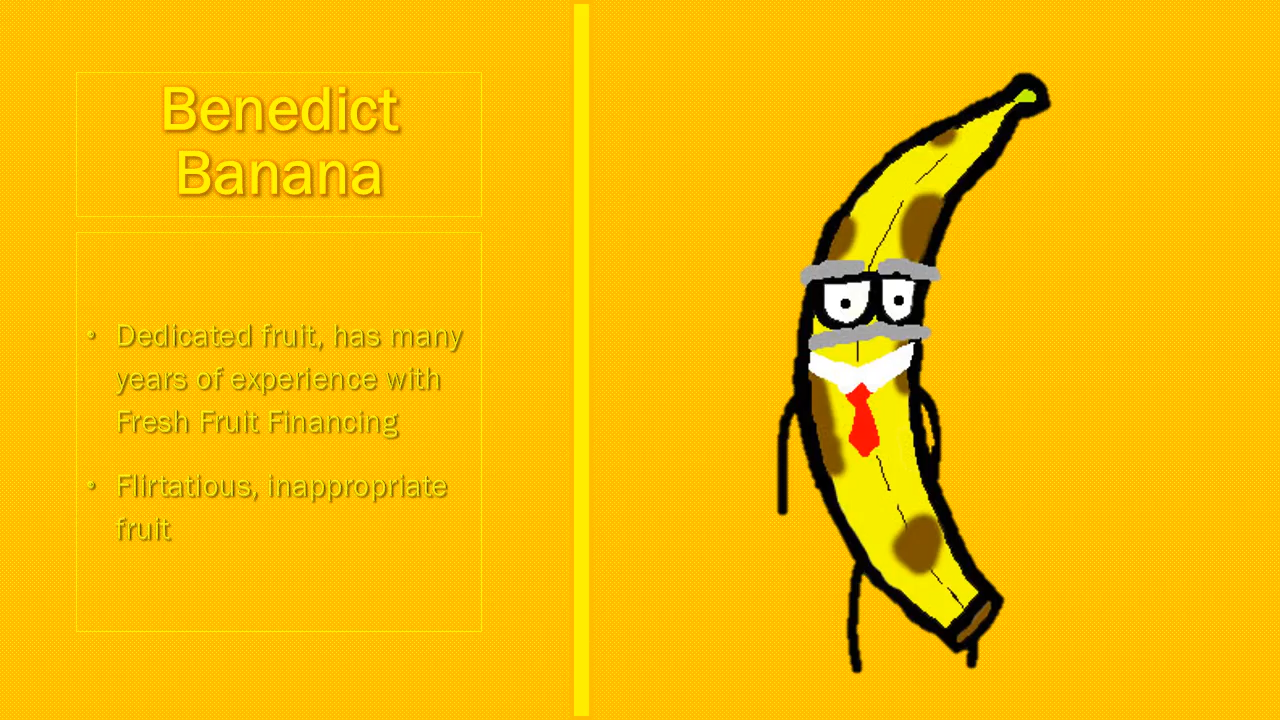 Benedict
Banana
• Dedicated fruit, has many
years of experience with
Fresh Fruit Financing
• Flirtatious, inappropriate
fruit